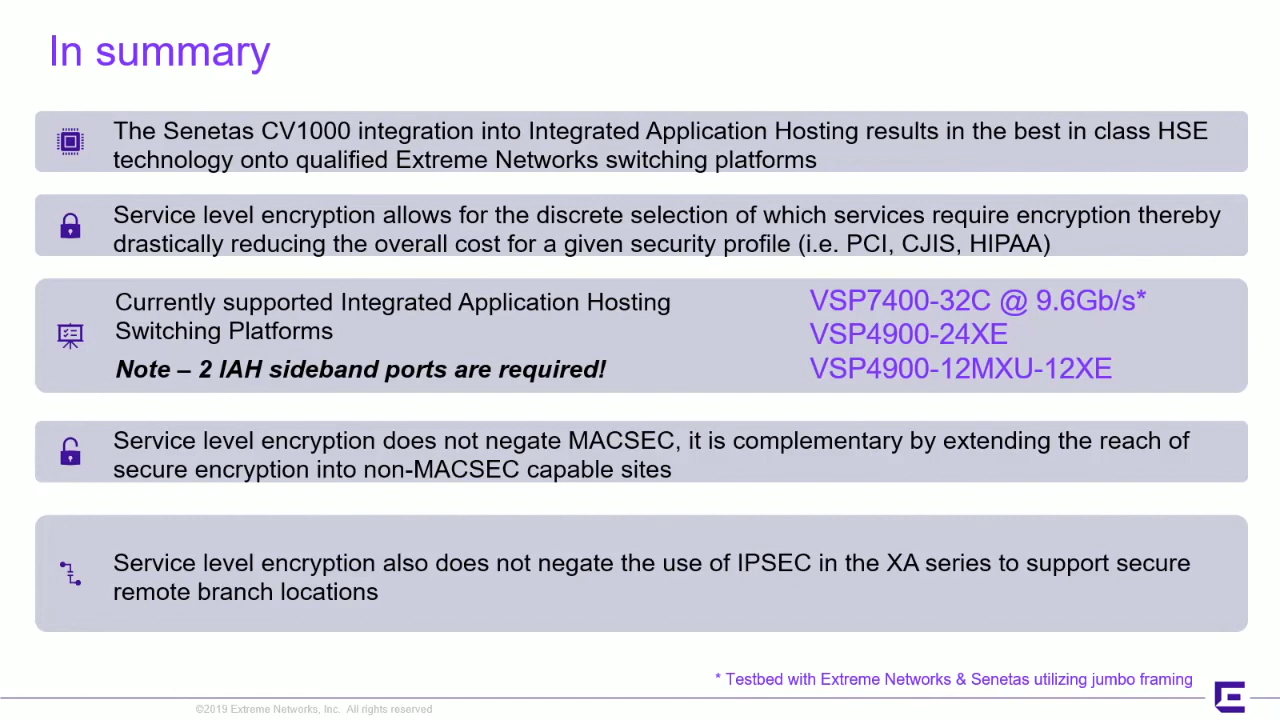 In summary
The Senetas CV1000 integration into Integrated Application Hosting results in the best in class HSE
technology onto qualified Extreme Networks switching platforms
Service level encryption allows for the discrete selection of which services require encryption thereby
drastically reducing the overall cost for a given security profile (i.e. PCI, CJIS, HIPAA)
Currently supported Integrated Application Hosting
Switching Platforms
Note – 2 IAH sideband ports are required!
VSP7400-32C @ 9.6Gb/s*
VSP4900-24XE
VSP4900-12MXU-12XE
Service level encryption does not negate MACSEC, it is complementary by extending the reach of
secure encryption into non-MACSEC capable sites
Service level encryption also does not negate the use of IPSEC in the XA series to support secure
remote branch locations
* Testbed with Extreme Networks & Senetas utilizing jumbo framing
©2019 Extreme Networks, Inc. All rights reserved